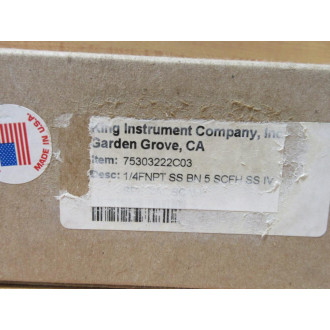 MADE IN U.S.A.
King Instrument Company, Inc
Garden Grove, CA
Item: 75303222C03
Desc: 1/4FNPT SS BN 5 SCFH SS IV